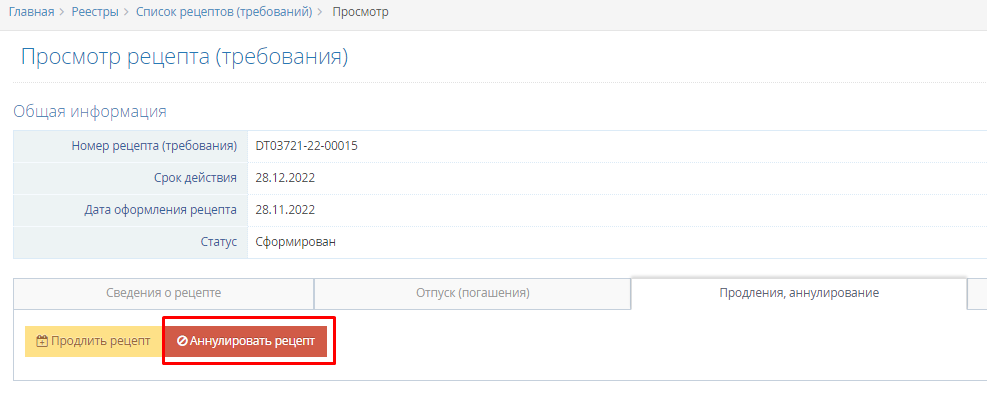 Главная > Реестры > Список рецептов (требований) > Просмотр
Просмотр рецепта (требования)
Общая информация
Номер рецепта (требования) DT03721-22-00015
Срок действия 28.12.2022
Дата оформления рецепта 28.11.2022
Статус Сформирован
Сведения о рецепте Отпуск (погашения) Продления, аннулирование
Продлить рецепт Аннулировать рецепт